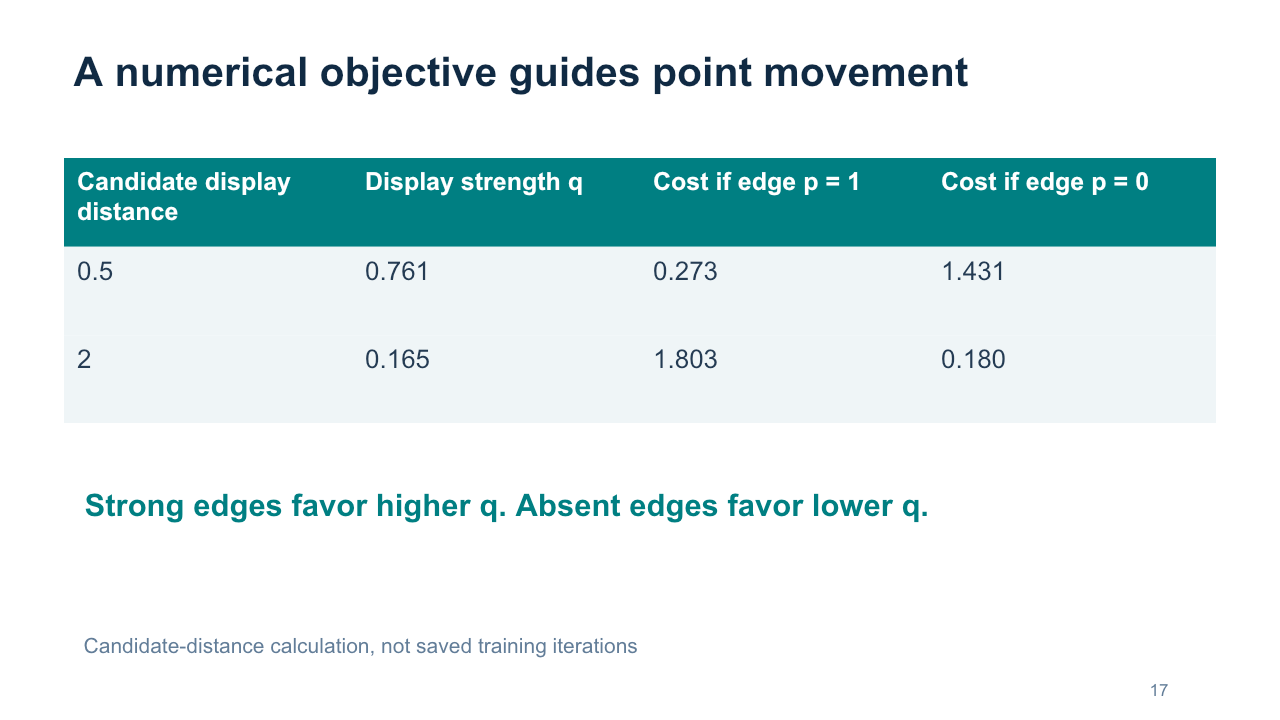 A numerical objective guides point movement
Candidate display distance | Display strength q | Cost if edge p = 1 | Cost if edge p = 0
0.5 | 0.761 | 0.273 | 1.431
2 | 0.165 | 1.803 | 0.180
Strong edges favor higher q. Absent edges favor lower q.
Candidate-distance calculation, not saved training iterations
17